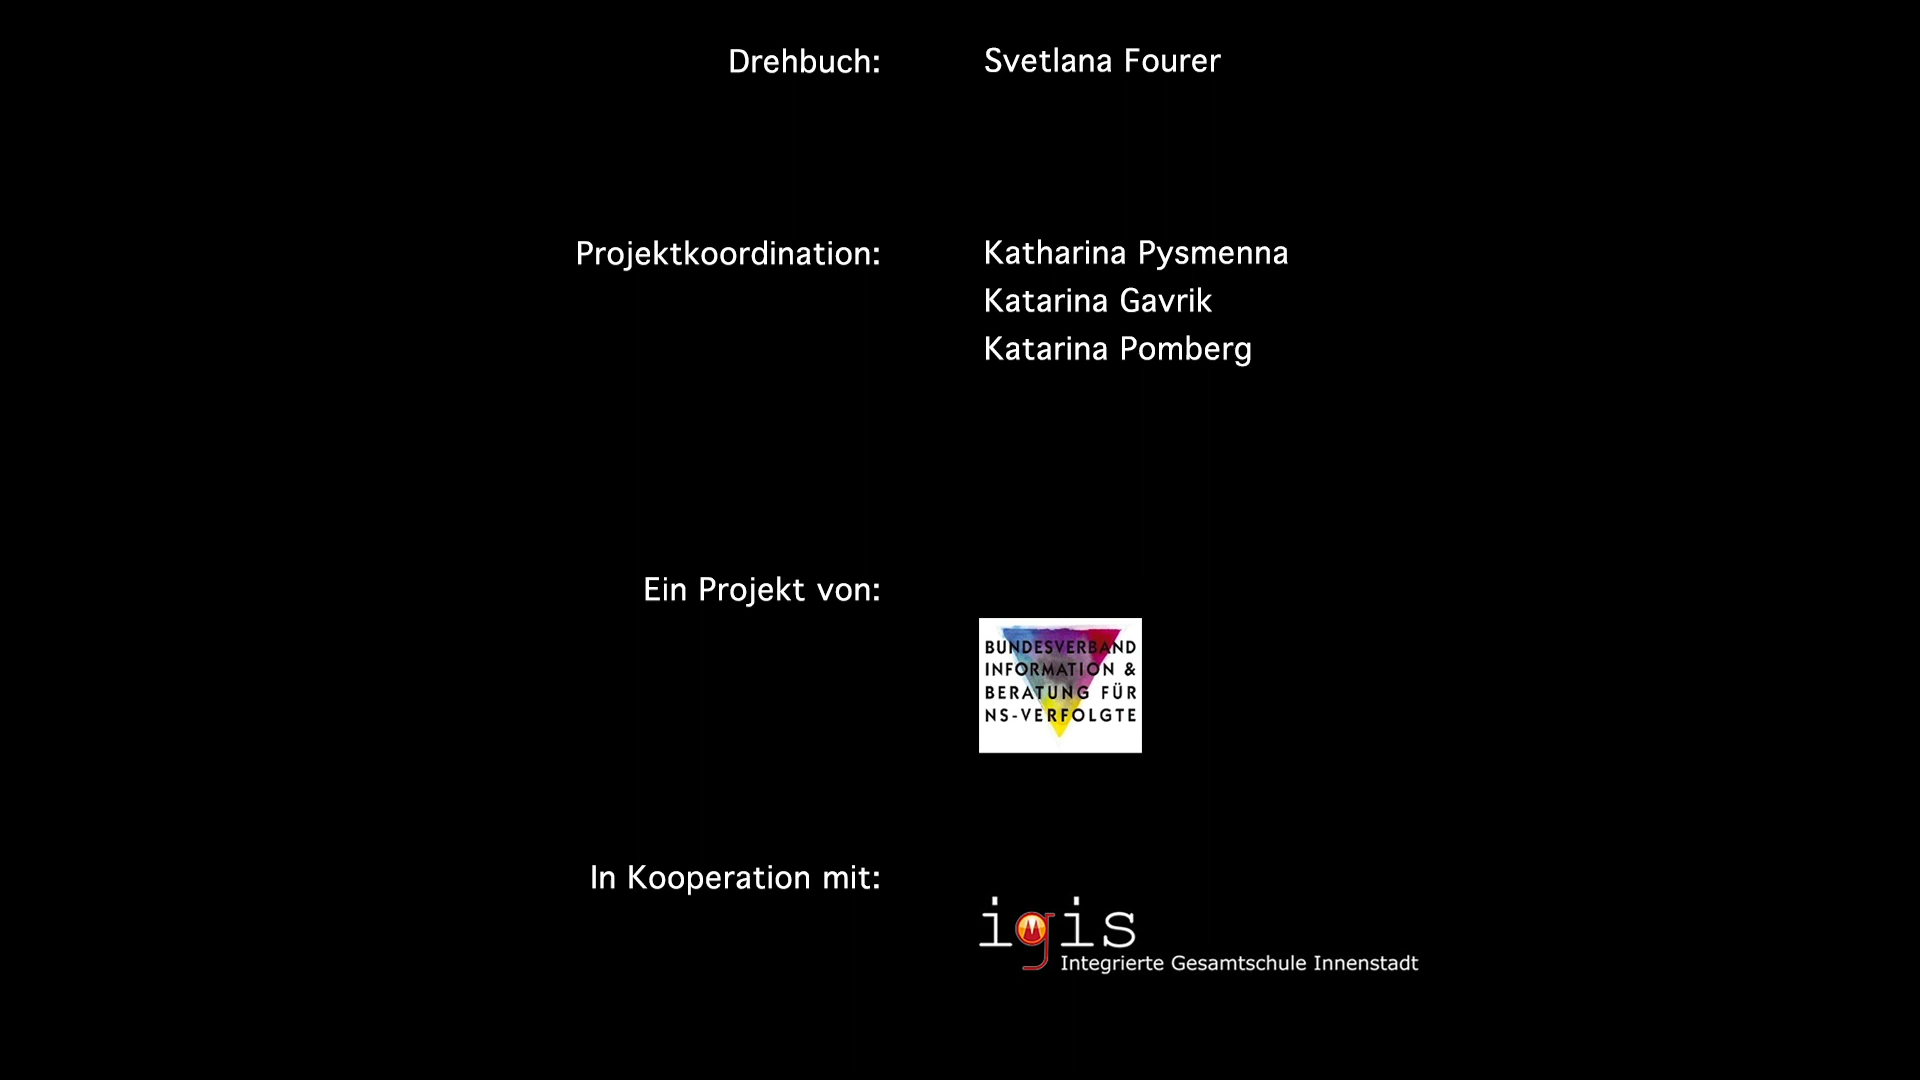 Drehbuch: Svetlana Fourer
Projektkoordination: Katharina Pysmenna
Katarina Gavrik
Katarina Pomberg
Ein Projekt von:
BUNDESVERBAND
INFORMATION &
BERATUNG FÜR
NS-VERFOLGTE
In Kooperation mit:
igis
Integrierte Gesamtschule Innenstadt